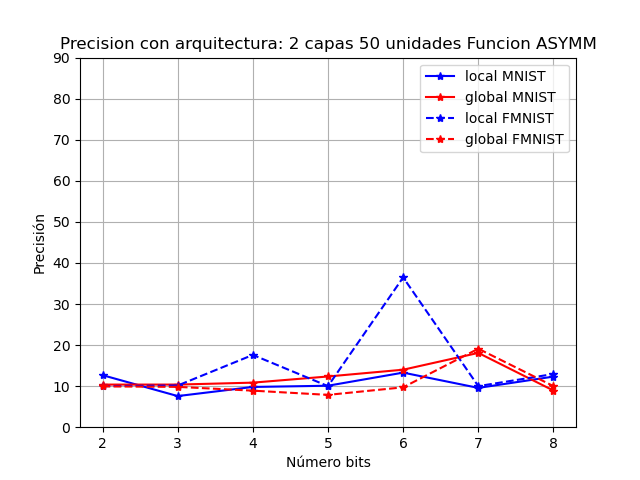 Precision con arquitectura: 2 capas 50 unidades Funcion ASYMM
local MNIST
global MNIST
local FMNIST
global FMNIST
Precisión
90
80
70
60
50
40
30
20
10
0
2 3 4 5 6 7 8
Número bits